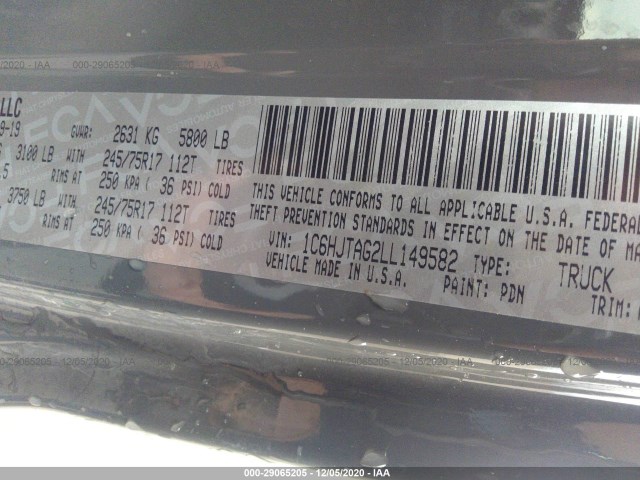 LLC
9-19
GVWR: 2631 KG 5800 LB
3100 LB WITH 245/75R17 112T TIRES
.5 RIMS AT 250 KPA ( 36 PSI) COLD
3750 LB WITH 245/75R17 112T TIRES
RIMS AT 250 KPA ( 36 PSI) COLD
THIS VEHICLE CONFORMS TO ALL APPLICABLE U.S.A. FEDERAL
THEFT PREVENTION STANDARDS IN EFFECT ON THE DATE OF MA
VIN: 1C6HJTAG2LL149582 TYPE: TRUCK
VEHICLE MADE IN U.S.A. PAINT: PDN TRIM:
000-29065205 - 12/05/2020 - IAA